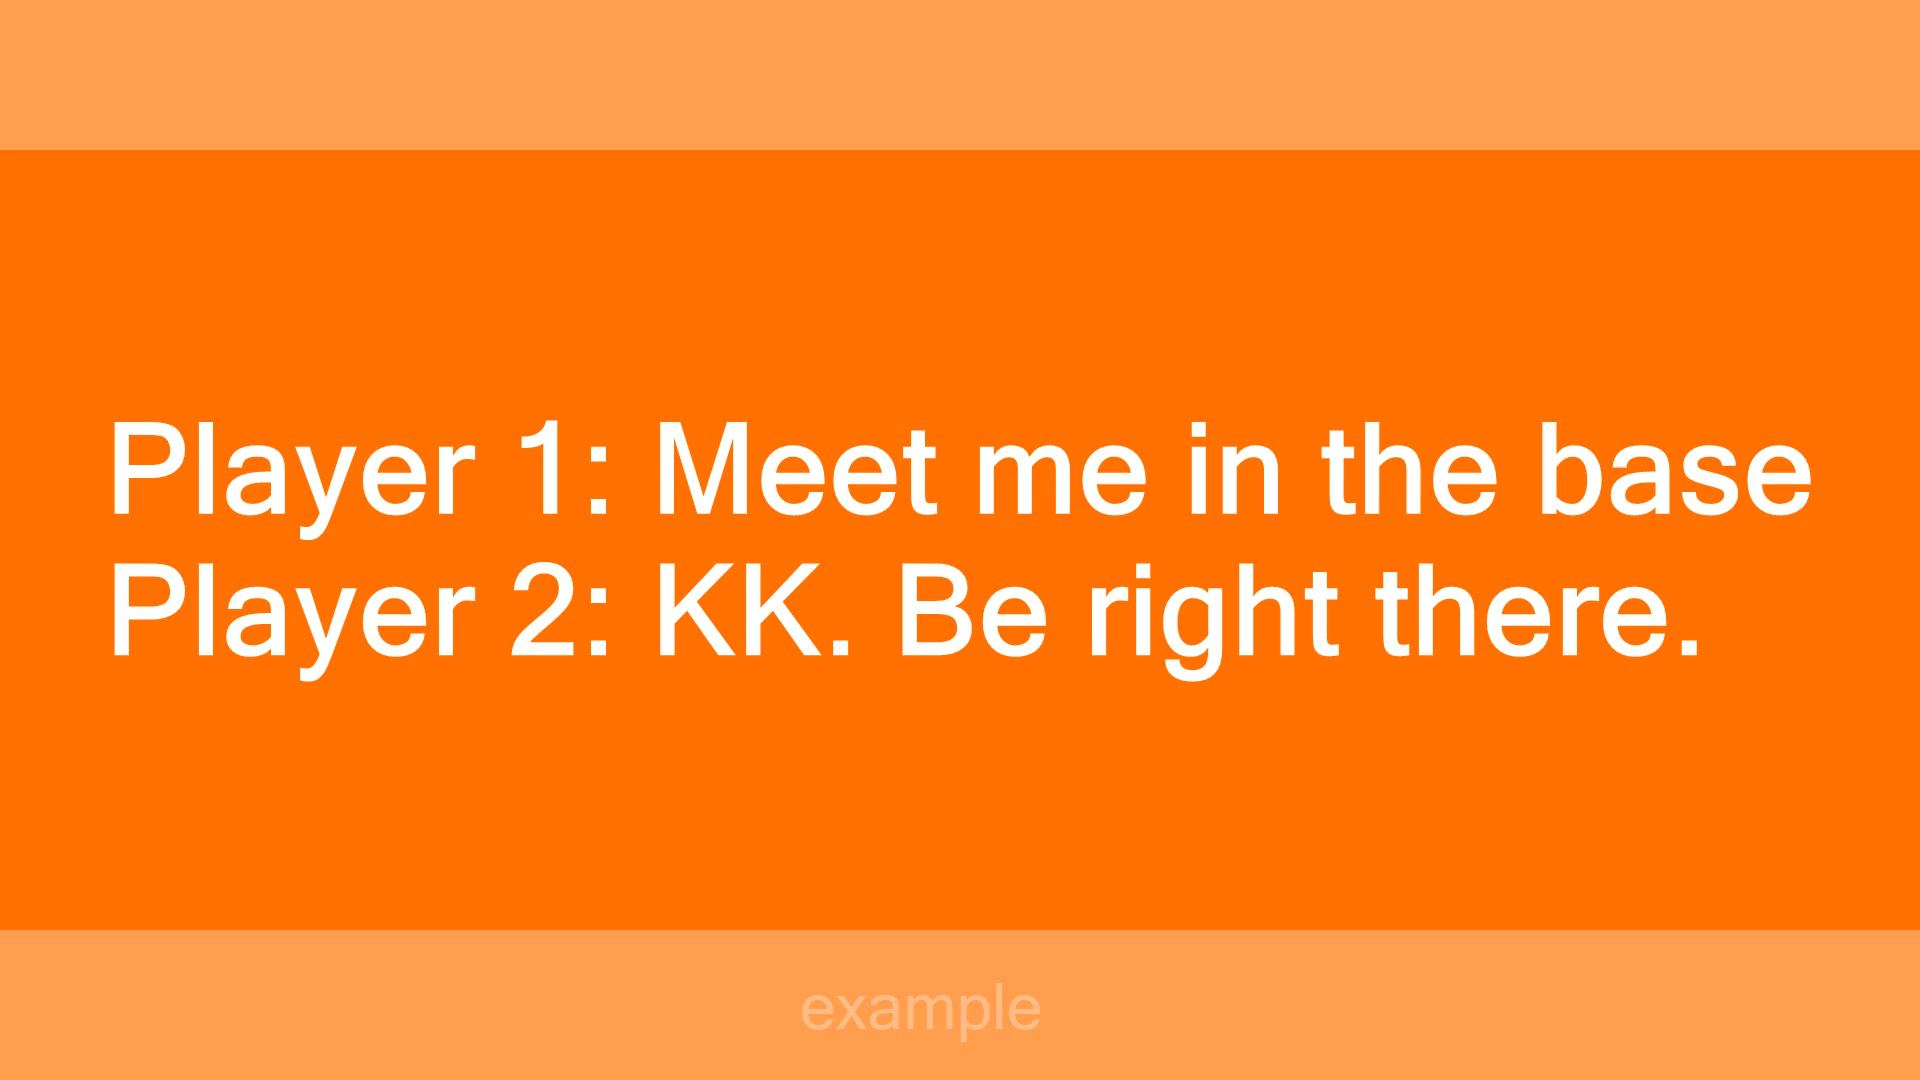 Player 1: Meet me in the base
Player 2: KK. Be right there.
example